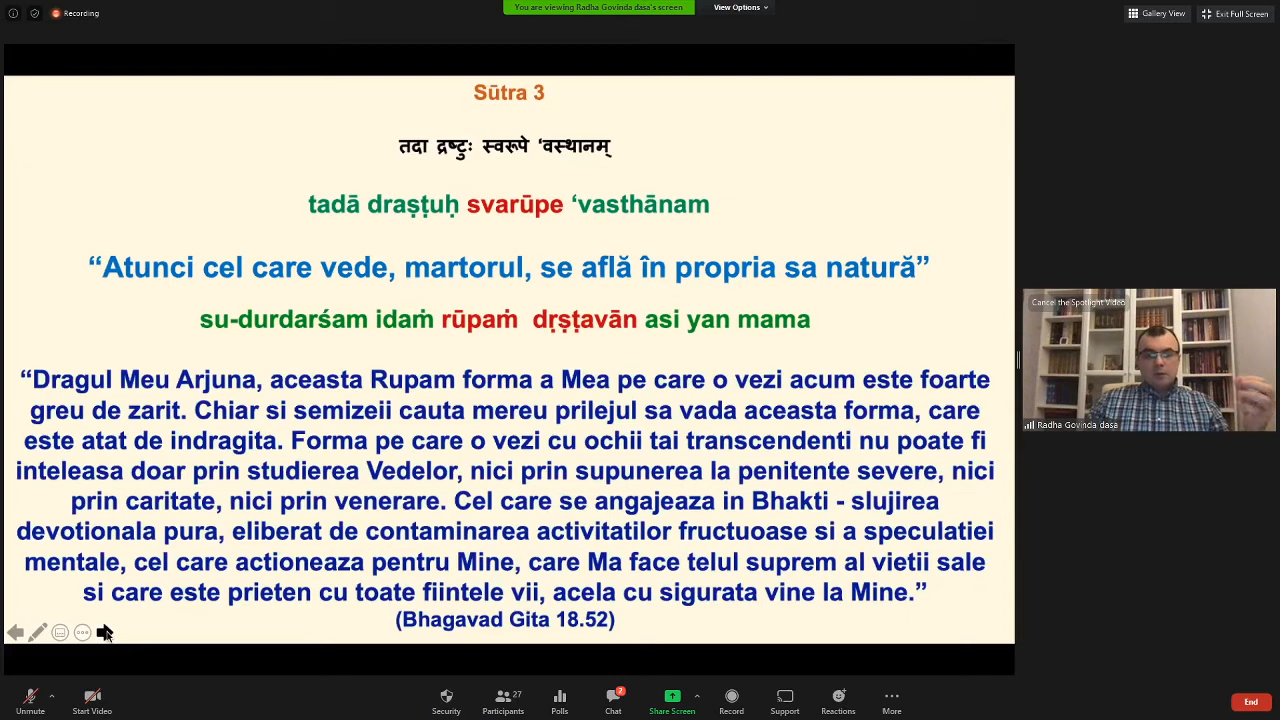 Recording
You are viewing Radha Govinda dasa's screen
View Options
Gallery View
Exit Full Screen
Sūtra 3
तदा द्रष्टुः स्वरूपे ‘वस्थानम्
tadā draṣṭuḥ svarūpe ‘vasthānam
“Atunci cel care vede, martorul, se află în propria sa natură”
su-durdarśam idaṁ rūpaṁ dṛṣṭavān asi yan mama
“Dragul Meu Arjuna, aceasta Rupam forma a Mea pe care o vezi acum este foarte
greu de zarit. Chiar si semizeii cauta mereu prilejul sa vada aceasta forma, care
este atat de indragita. Forma pe care o vezi cu ochii tai transcendenti nu poate fi
inteleasa doar prin studierea Vedelor, nici prin supunerea la penitente severe, nici
prin caritate, nici prin venerare. Cel care se angajeaza in Bhakti - slujirea
devotionala pura, eliberat de contaminarea activitatilor fructuoase si a speculatiei
mentale, cel care actioneaza pentru Mine, care Ma face telul suprem al vietii sale
si care este prieten cu toate fiintele vii, acela cu sigurata vine la Mine.”
(Bhagavad Gita 18.52)
Cancel the Spotlight Video
Radha Govinda dasa
Unmute
Start Video
Security
Participants
27
Polls
Chat
2
Share Screen
Record
Support
Reactions
More
End